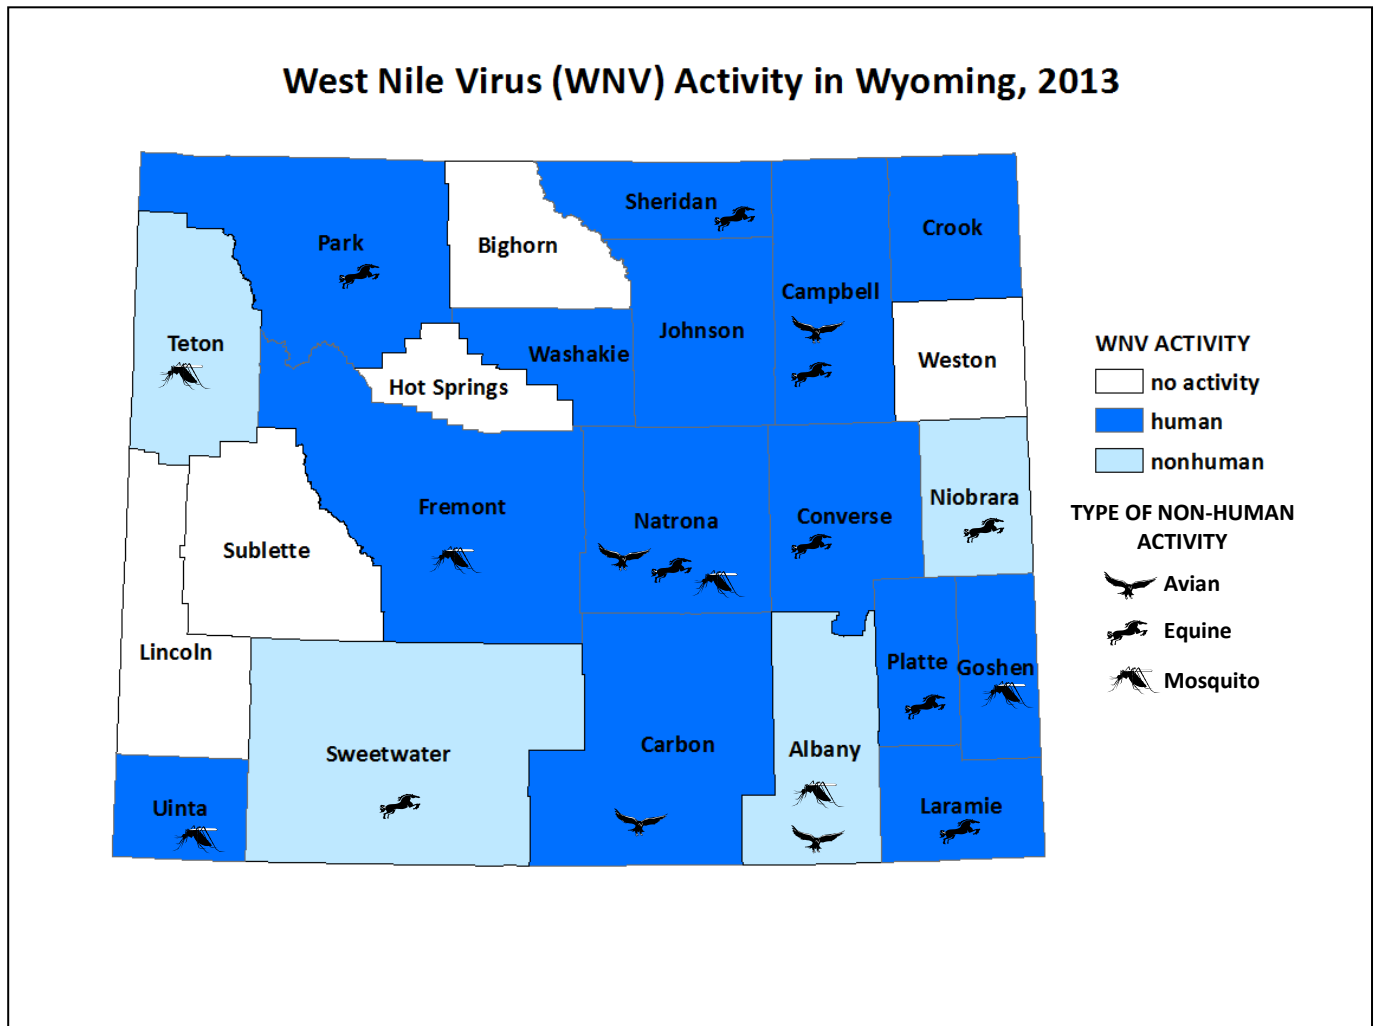 West Nile Virus (WNV) Activity in Wyoming, 2013
Sheridan
Crook
Park
Bighorn
Campbell
Johnson
Teton
Washakie
Weston
Hot Springs
Niobrara
Fremont
Natrona
Converse
Sublette
Lincoln
Platte
Goshen
Carbon
Albany
Sweetwater
Uinta
Laramie
WNV ACTIVITY
no activity
human
nonhuman
TYPE OF NON-HUMAN
ACTIVITY
Avian
Equine
Mosquito